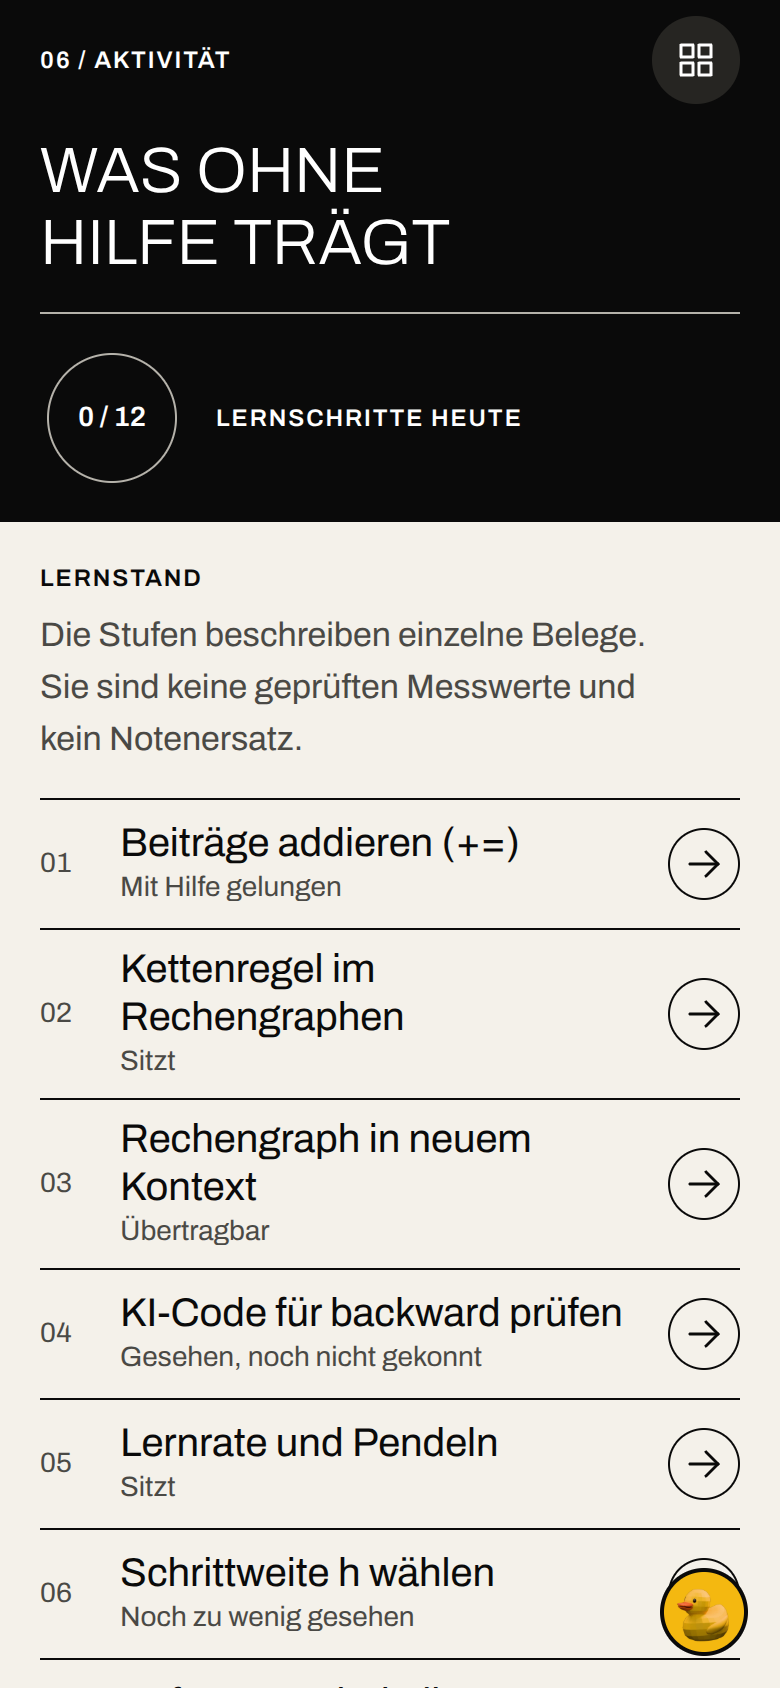 06 / AKTIVITÄT
WAS OHNE
HILFE TRÄGT
0 / 12
LERNSCHRITTE HEUTE
LERNSTAND
Die Stufen beschreiben einzelne Belege.
Sie sind keine geprüften Messwerte und
kein Notenersatz.
01
Beiträge addieren (+=)
Mit Hilfe gelungen
02
Kettenregel im
Rechengraphen
Sitzt
03
Rechengraph in neuem
Kontext
Übertragbar
04
KI-Code für backward prüfen
Gesehen, noch nicht gekonnt
05
Lernrate und Pendeln
Sitzt
06
Schrittweite h wählen
Noch zu wenig gesehen